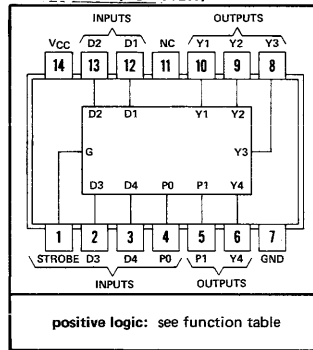 INPUTS OUTPUTS
VCC D2 D1 NC Y1 Y2 Y3
14 13 12 11 10 9 8
D2 D1 Y1 Y2
G Y3
D3 D4 P0 P1 Y4
1 2 3 4 5 6 7
STROBE D3 D4 P0 P1 Y4 GND
INPUTS OUTPUTS
positive logic: see function table